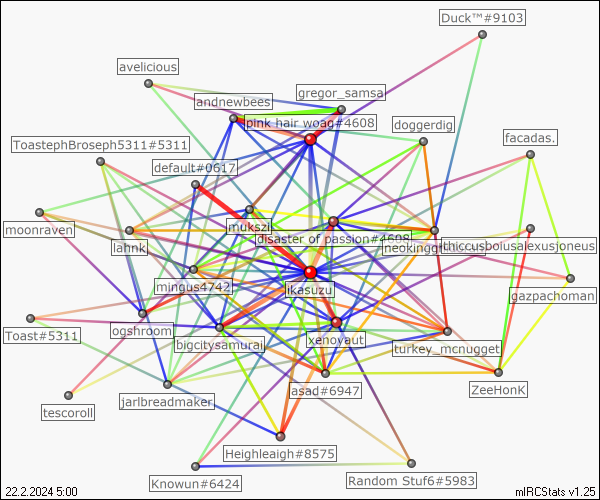 Duck™#9103
avelicious
gregor_samsa
andnewbees
pink hair woag#4608
doggerdig
facadas.
ToastephBroseph5311#5311
default#0617
moonraven
mukszi
lahnk
disaster of passion#4608
thiccusboiusalexusjoneus
mingus4742
ikasuzu
gazpachoman
Toast#5311
ogshroom
bigcitysamurai
xenovaut
turkey_mcnugget
asad#6947
ZeeHonK
tescoroll
jarlbreadmaker
Heighleaigh#8575
Knowun#6424
Random Stuf6#5983
22.2.2024 5:00
mIRCStats v1.25